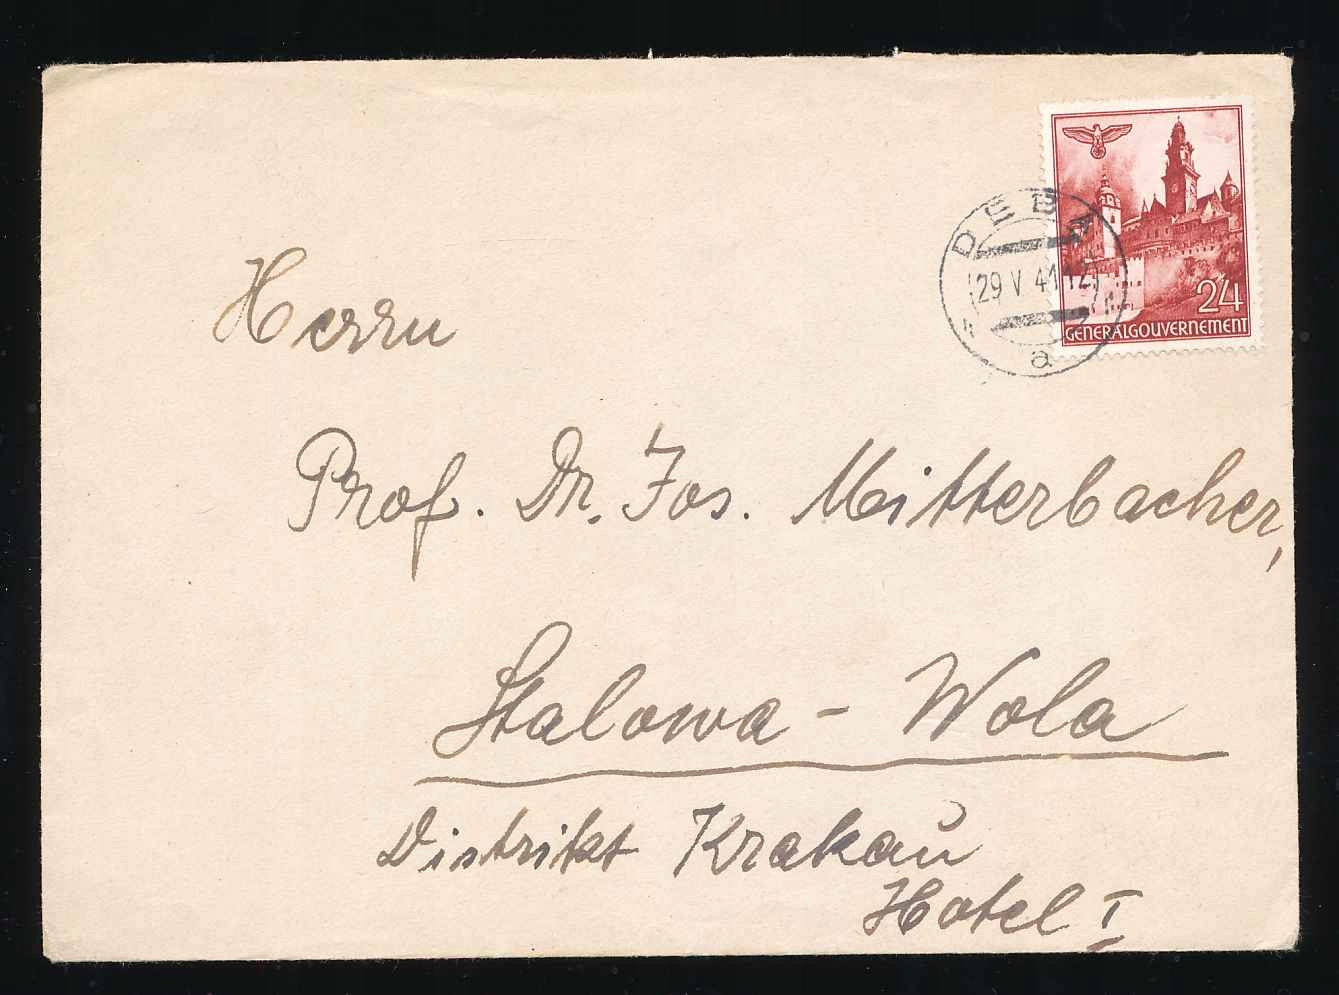 DEBA
29 V 41 12
a
24
GENERALGOUVERNEMENT
Herrn
Prof. Dr. Jos. Mitterbacher,
Stalowa - Wola
Distrikt Krakau
Hotel I